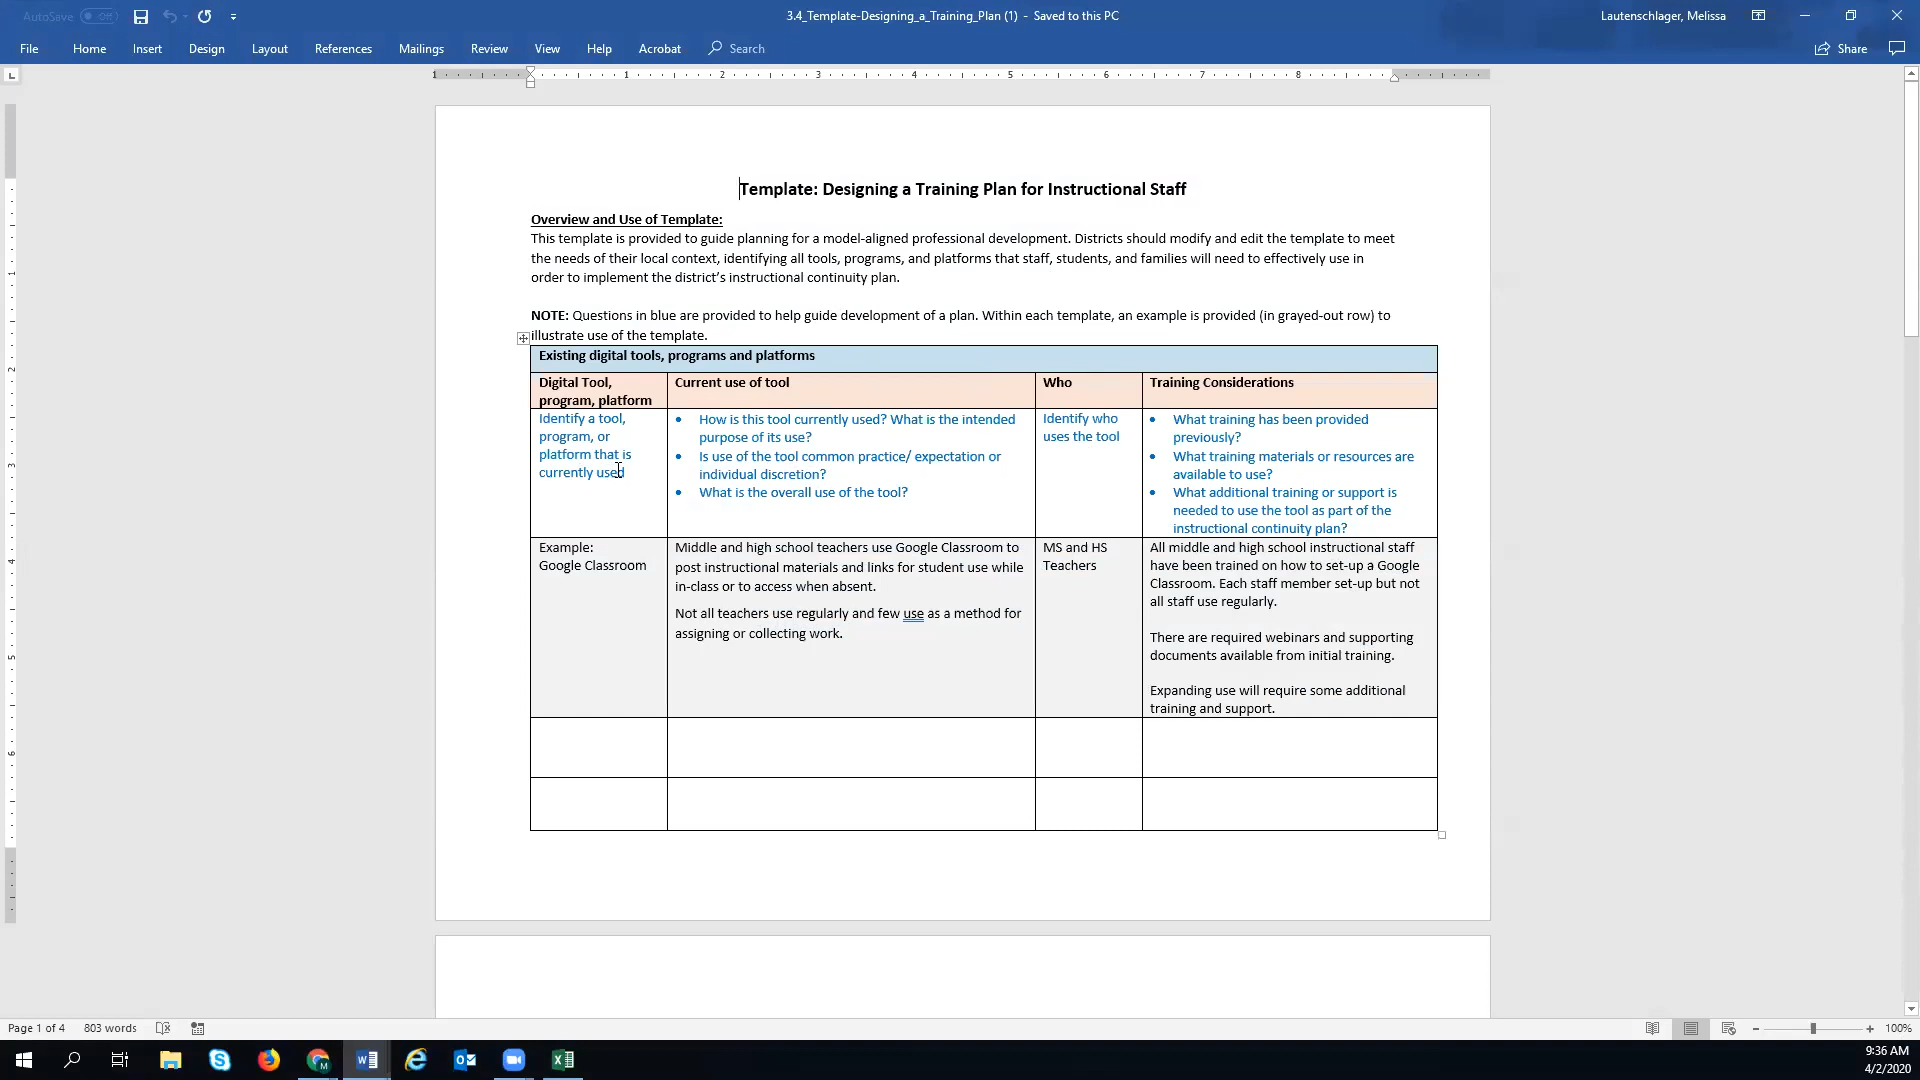 AutoSave Off
3.4_Template-Designing_a_Training_Plan (1) - Saved to this PC
Lautenschlager, Melissa
File Home Insert Design Layout References Mailings Review View Help Acrobat Search
Share
1 1 2 3 4 5 6 7 8
Template: Designing a Training Plan for Instructional Staff
Overview and Use of Template:
This template is provided to guide planning for a model-aligned professional development. Districts should modify and edit the template to meet
the needs of their local context, identifying all tools, programs, and platforms that staff, students, and families will need to effectively use in
order to implement the district's instructional continuity plan.
NOTE: Questions in blue are provided to help guide development of a plan. Within each template, an example is provided (in grayed-out row) to
illustrate use of the template.
Existing digital tools, programs and platforms
Digital Tool,
program, platform
Current use of tool
Who
Training Considerations
Identify a tool,
program, or
platform that is
currently used
• How is this tool currently used? What is the intended
purpose of its use?
• Is use of the tool common practice/ expectation or
individual discretion?
• What is the overall use of the tool?
Identify who
uses the tool
• What training has been provided
previously?
• What training materials or resources are
available to use?
• What additional training or support is
needed to use the tool as part of the
instructional continuity plan?
Example:
Google Classroom
Middle and high school teachers use Google Classroom to
post instructional materials and links for student use while
in-class or to access when absent.
Not all teachers use regularly and few use as a method for
assigning or collecting work.
MS and HS
Teachers
All middle and high school instructional staff
have been trained on how to set-up a Google
Classroom. Each staff member set-up but not
all staff use regularly.
There are required webinars and supporting
documents available from initial training.
Expanding use will require some additional
training and support.
1
2
3
4
5
6
Page 1 of 4 803 words
100%
9:36 AM
4/2/2020